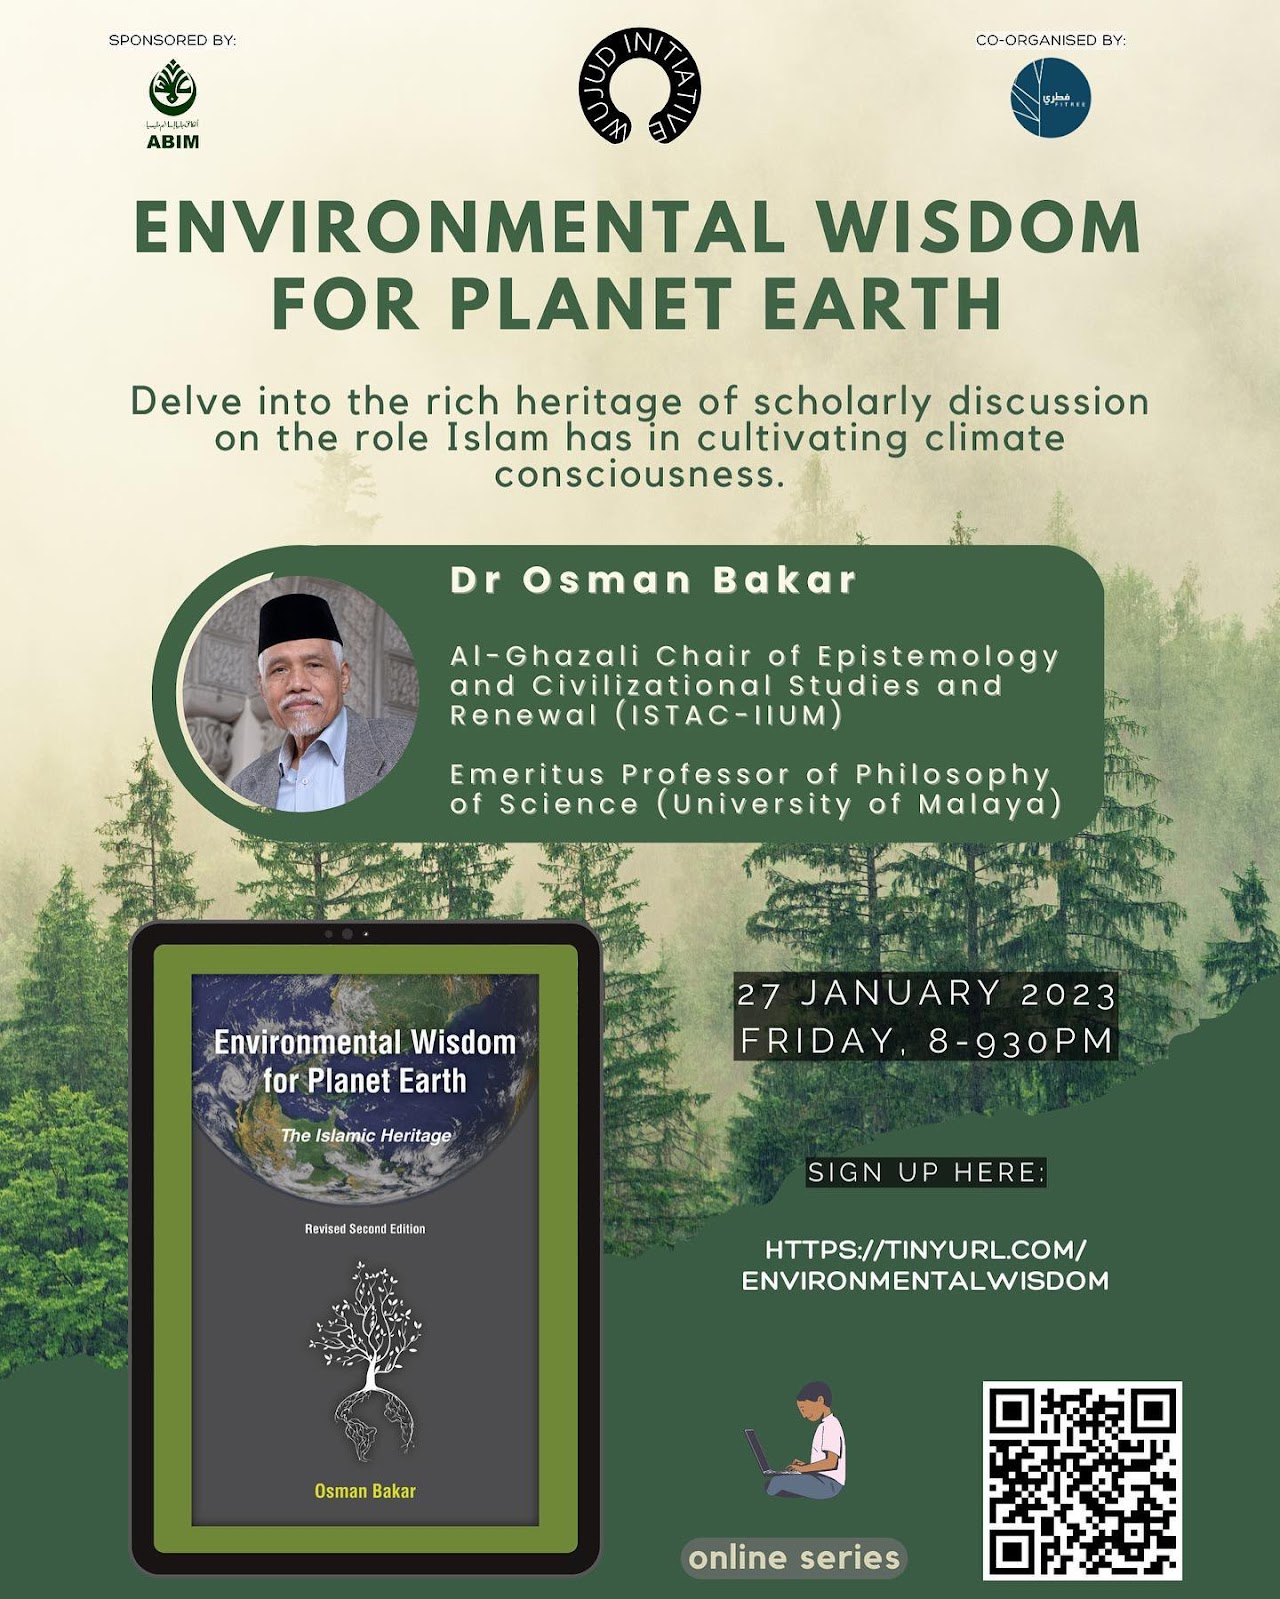 SPONSORED BY:
ABIM
WUJUD INITIATIVE
CO-ORGANISED BY:
فطري
FITREE
ENVIRONMENTAL WISDOM
FOR PLANET EARTH
Delve into the rich heritage of scholarly discussion
on the role Islam has in cultivating climate
consciousness.
Dr Osman Bakar
Al-Ghazali Chair of Epistemology
and Civilizational Studies and
Renewal (ISTAC-IIUM)
Emeritus Professor of Philosophy
of Science (University of Malaya)
Environmental Wisdom
for Planet Earth
The Islamic Heritage
Revised Second Edition
Osman Bakar
27 JANUARY 2023
FRIDAY, 8-930PM
SIGN UP HERE:
HTTPS://TINYURL.COM/
ENVIRONMENTALWISDOM
online series